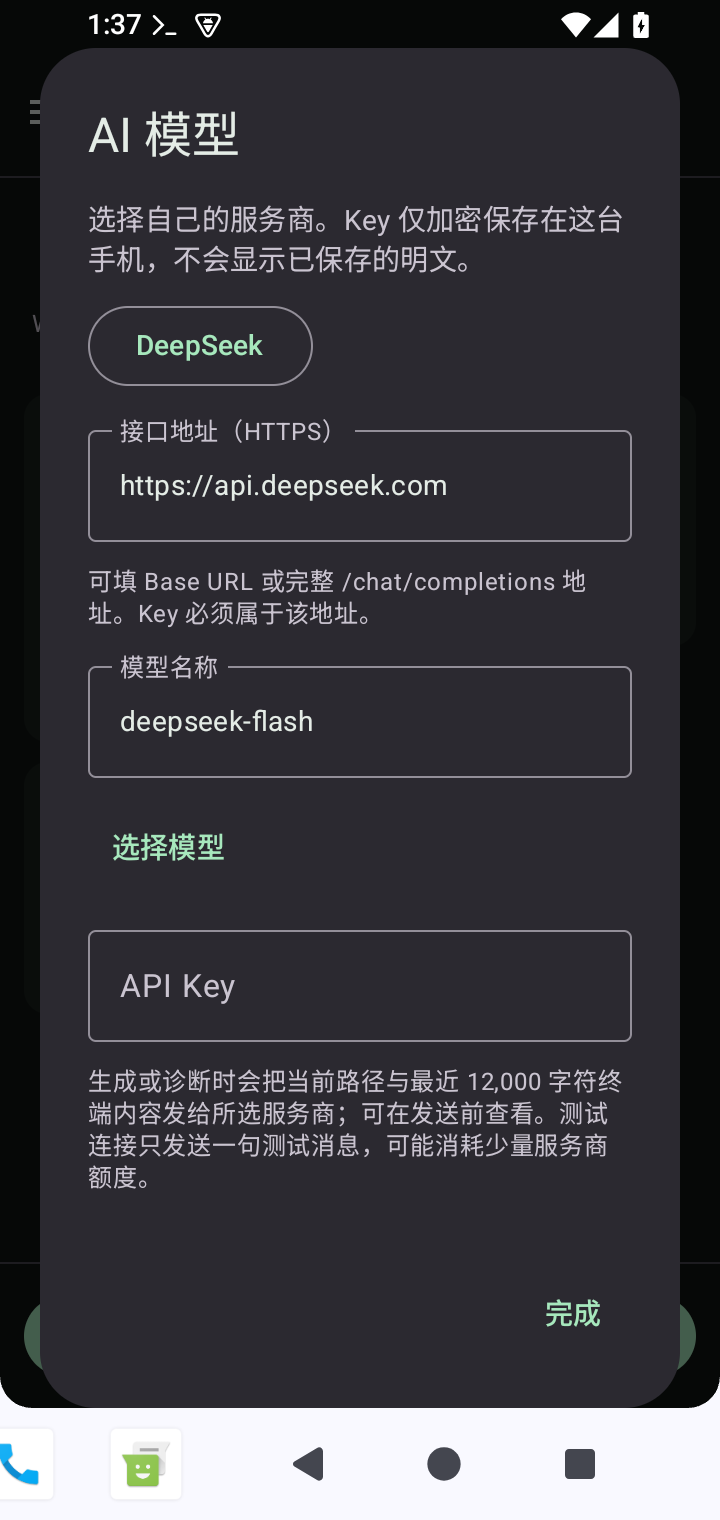 1:37
AI 模型
选择自己的服务商。Key 仅加密保存在这台
手机，不会显示已保存的明文。
DeepSeek
接口地址（HTTPS）
https://api.deepseek.com
可填 Base URL 或完整 /chat/completions 地
址。Key 必须属于该地址。
模型名称
deepseek-flash
选择模型
API Key
生成或诊断时会把当前路径与最近 12,000 字符终
端内容发给所选服务商；可在发送前查看。测试
连接只发送一句测试消息，可能消耗少量服务商
额度。
完成